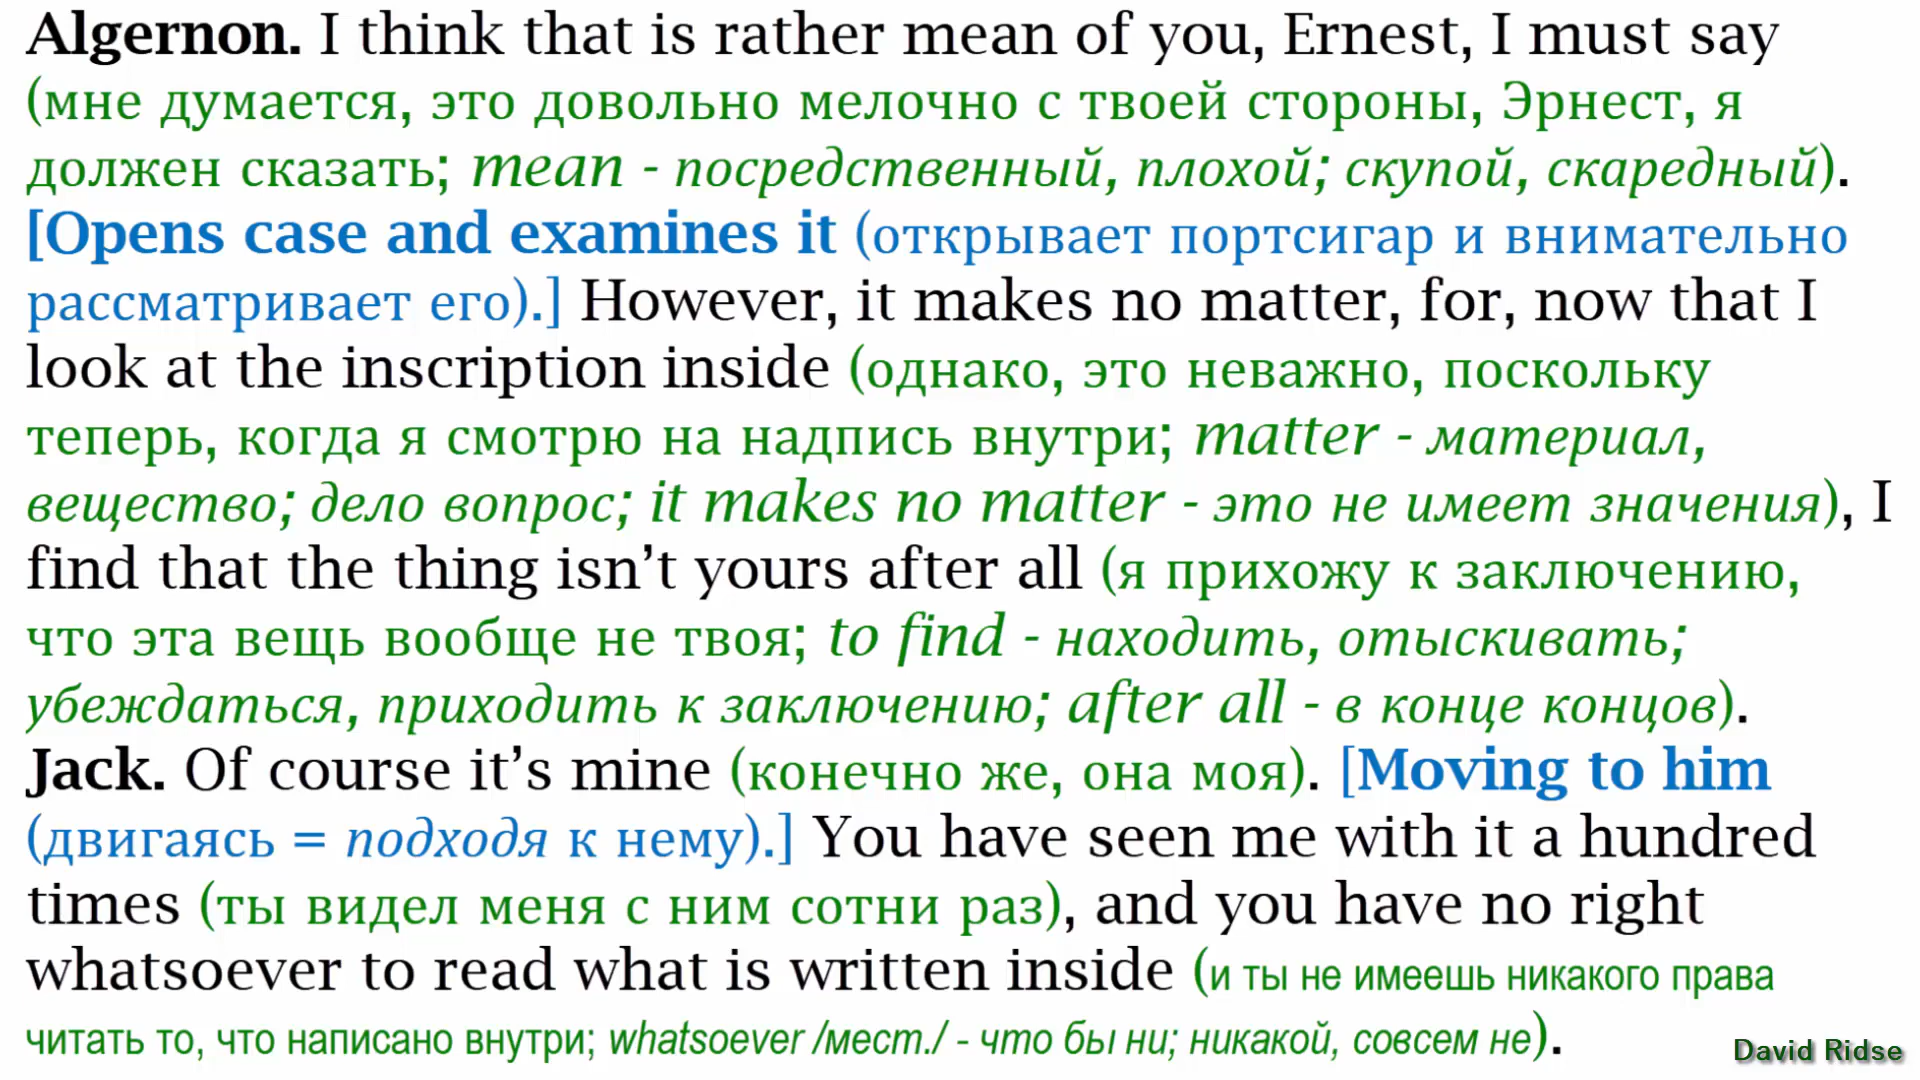 Algernon. I think that is rather mean of you, Ernest, I must say
(мне думается, это довольно мелочно с твоей стороны, Эрнест, я
должен сказать; mean - посредственный, плохой; скупой, скаредный).
[Opens case and examines it (открывает портсигар и внимательно
рассматривает его).] However, it makes no matter, for, now that I
look at the inscription inside (однако, это неважно, поскольку
теперь, когда я смотрю на надпись внутри; matter - материал,
вещество; дело вопрос; it makes no matter - это не имеет значения), I
find that the thing isn’t yours after all (я прихожу к заключению,
что эта вещь вообще не твоя; to find - находить, отыскивать;
убеждаться, приходить к заключению; after all - в конце концов).
Jack. Of course it’s mine (конечно же, она моя). [Moving to him
(двигаясь = подходя к нему).] You have seen me with it a hundred
times (ты видел меня с ним сотни раз), and you have no right
whatsoever to read what is written inside (и ты не имеешь никакого права
читать то, что написано внутри; whatsoever /мест./ - что бы ни; никакой, совсем не).
David Ridse